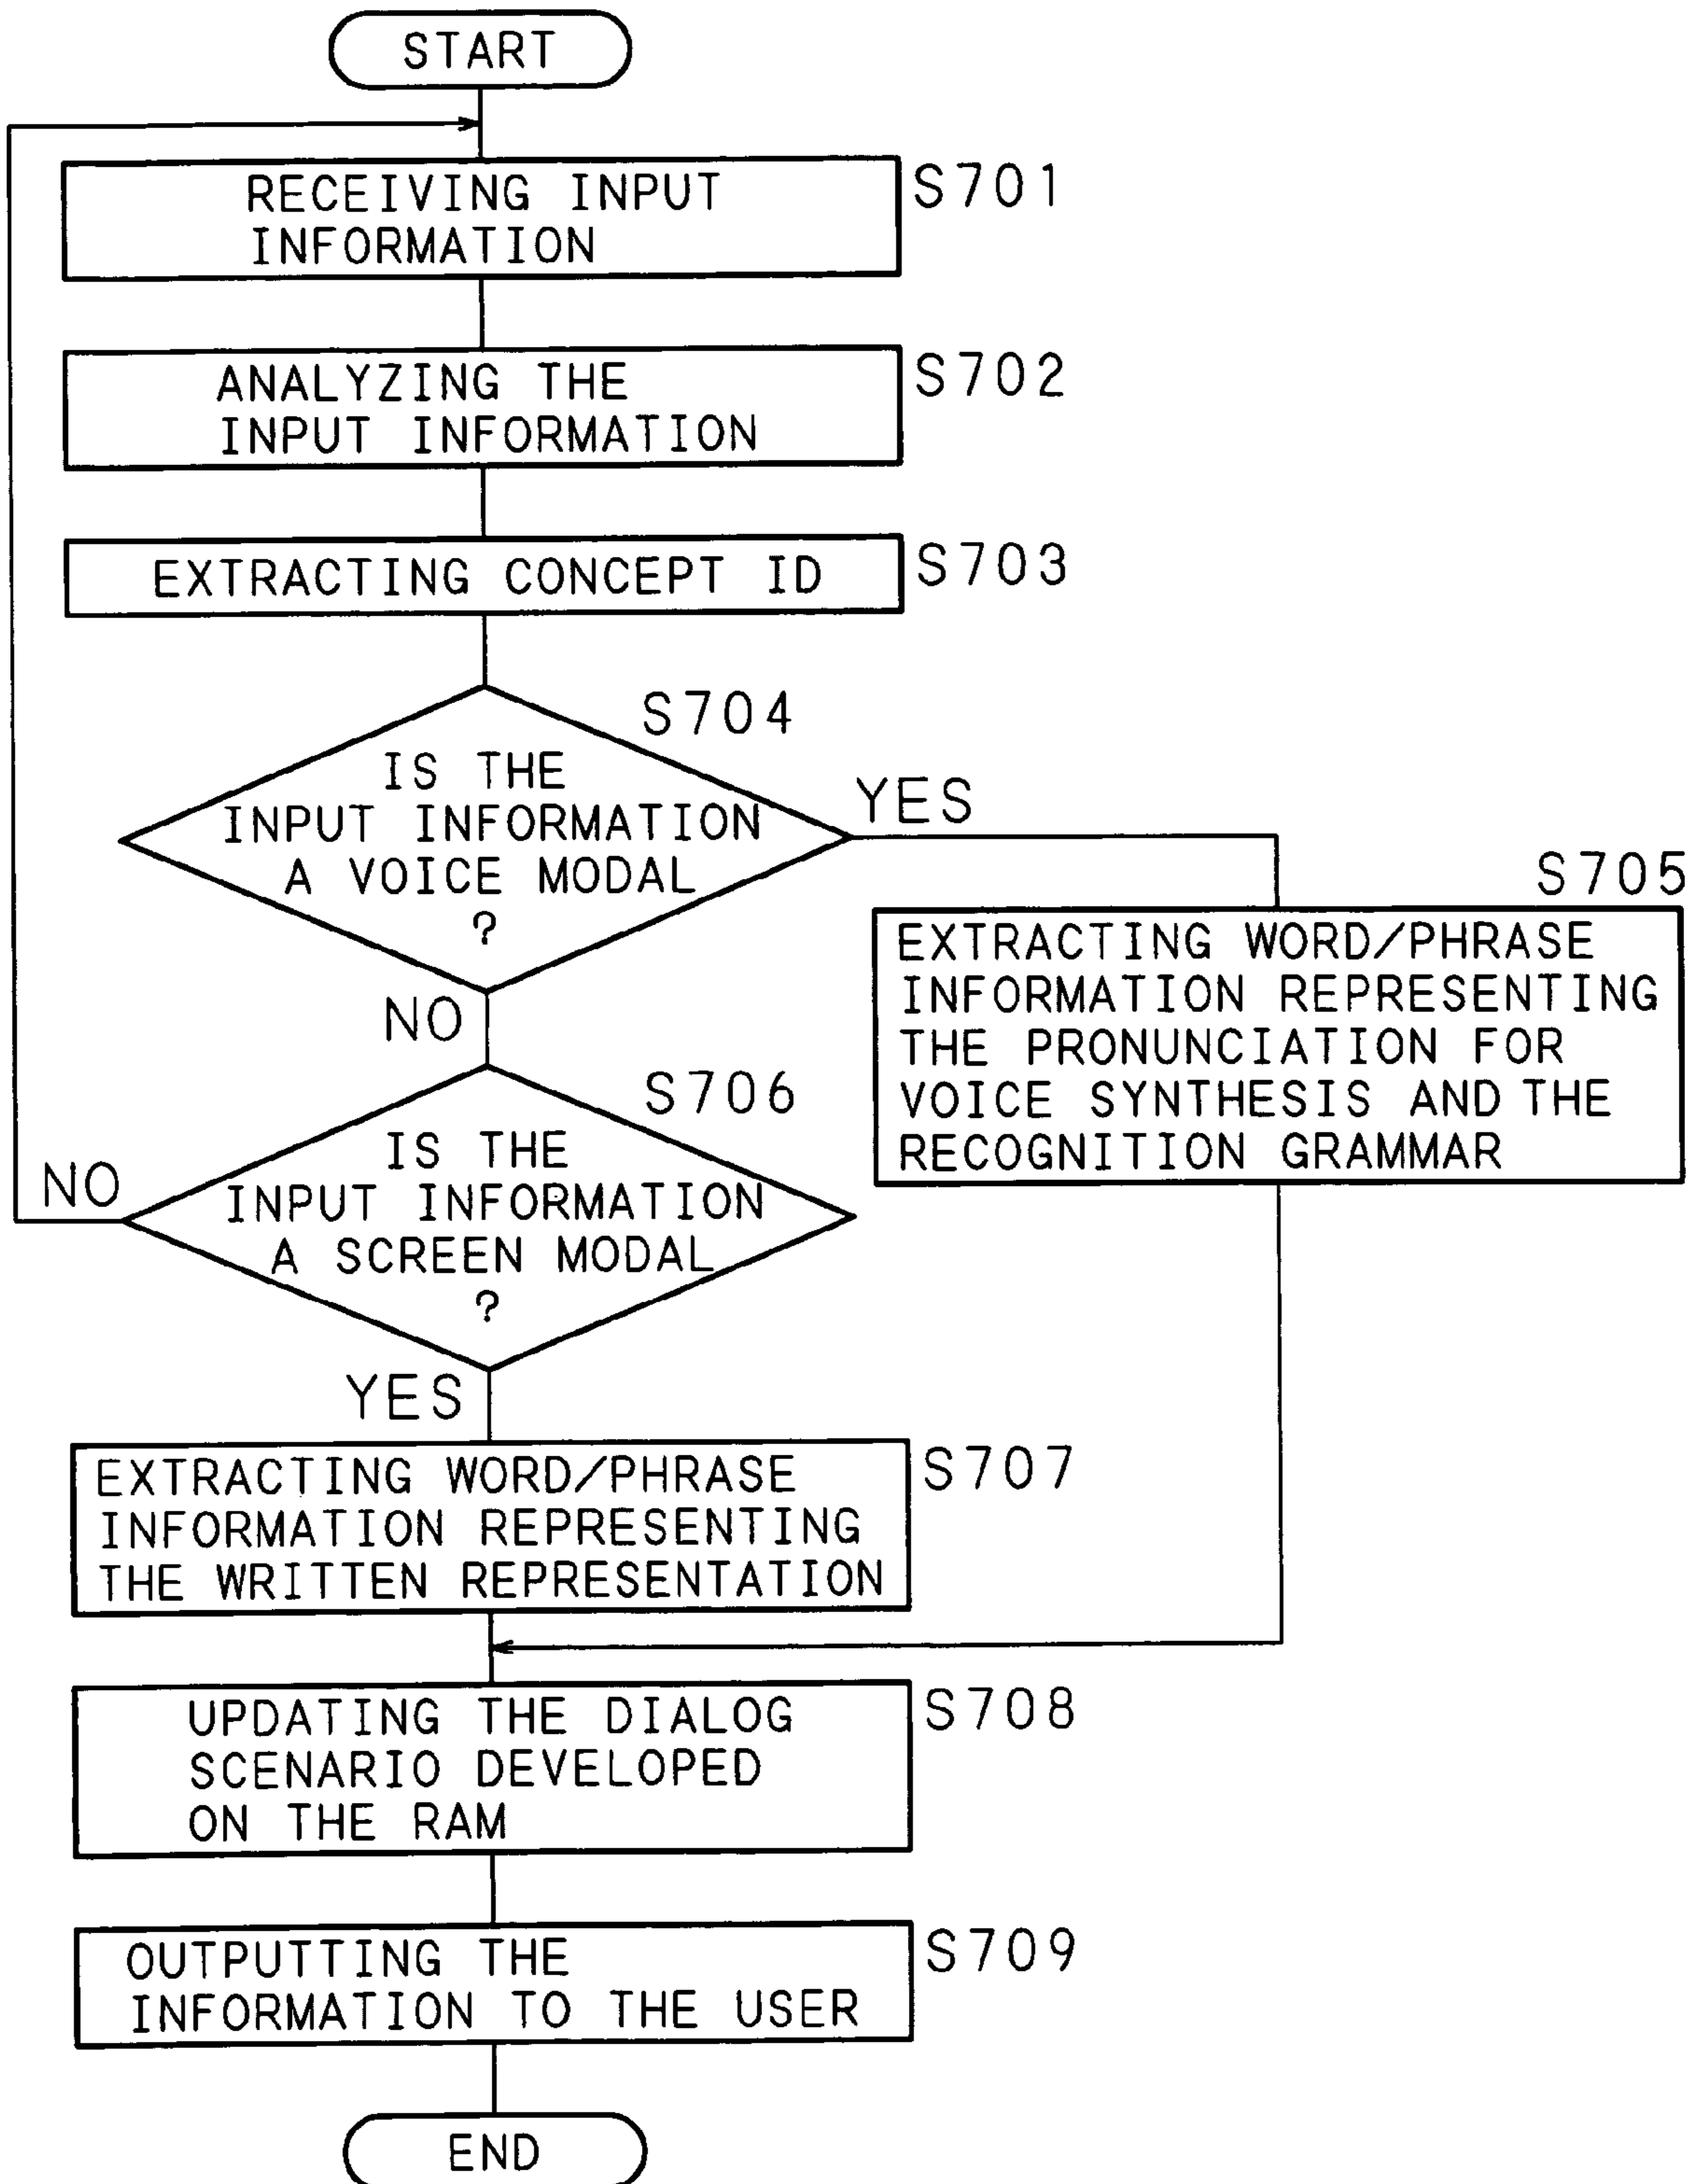 START
RECEIVING INPUT
INFORMATION
S701
ANALYZING THE
INPUT INFORMATION
S702
EXTRACTING CONCEPT ID
S703
S704
IS THE
INPUT INFORMATION
A VOICE MODAL
?
YES
NO
S705
EXTRACTING WORD/PHRASE
INFORMATION REPRESENTING
THE PRONUNCIATION FOR
VOICE SYNTHESIS AND THE
RECOGNITION GRAMMAR
S706
IS THE
INPUT INFORMATION
A SCREEN MODAL
?
NO
YES
EXTRACTING WORD/PHRASE
INFORMATION REPRESENTING
THE WRITTEN REPRESENTATION
S707
UPDATING THE DIALOG
SCENARIO DEVELOPED
ON THE RAM
S708
OUTPUTTING THE
INFORMATION TO THE USER
S709
END